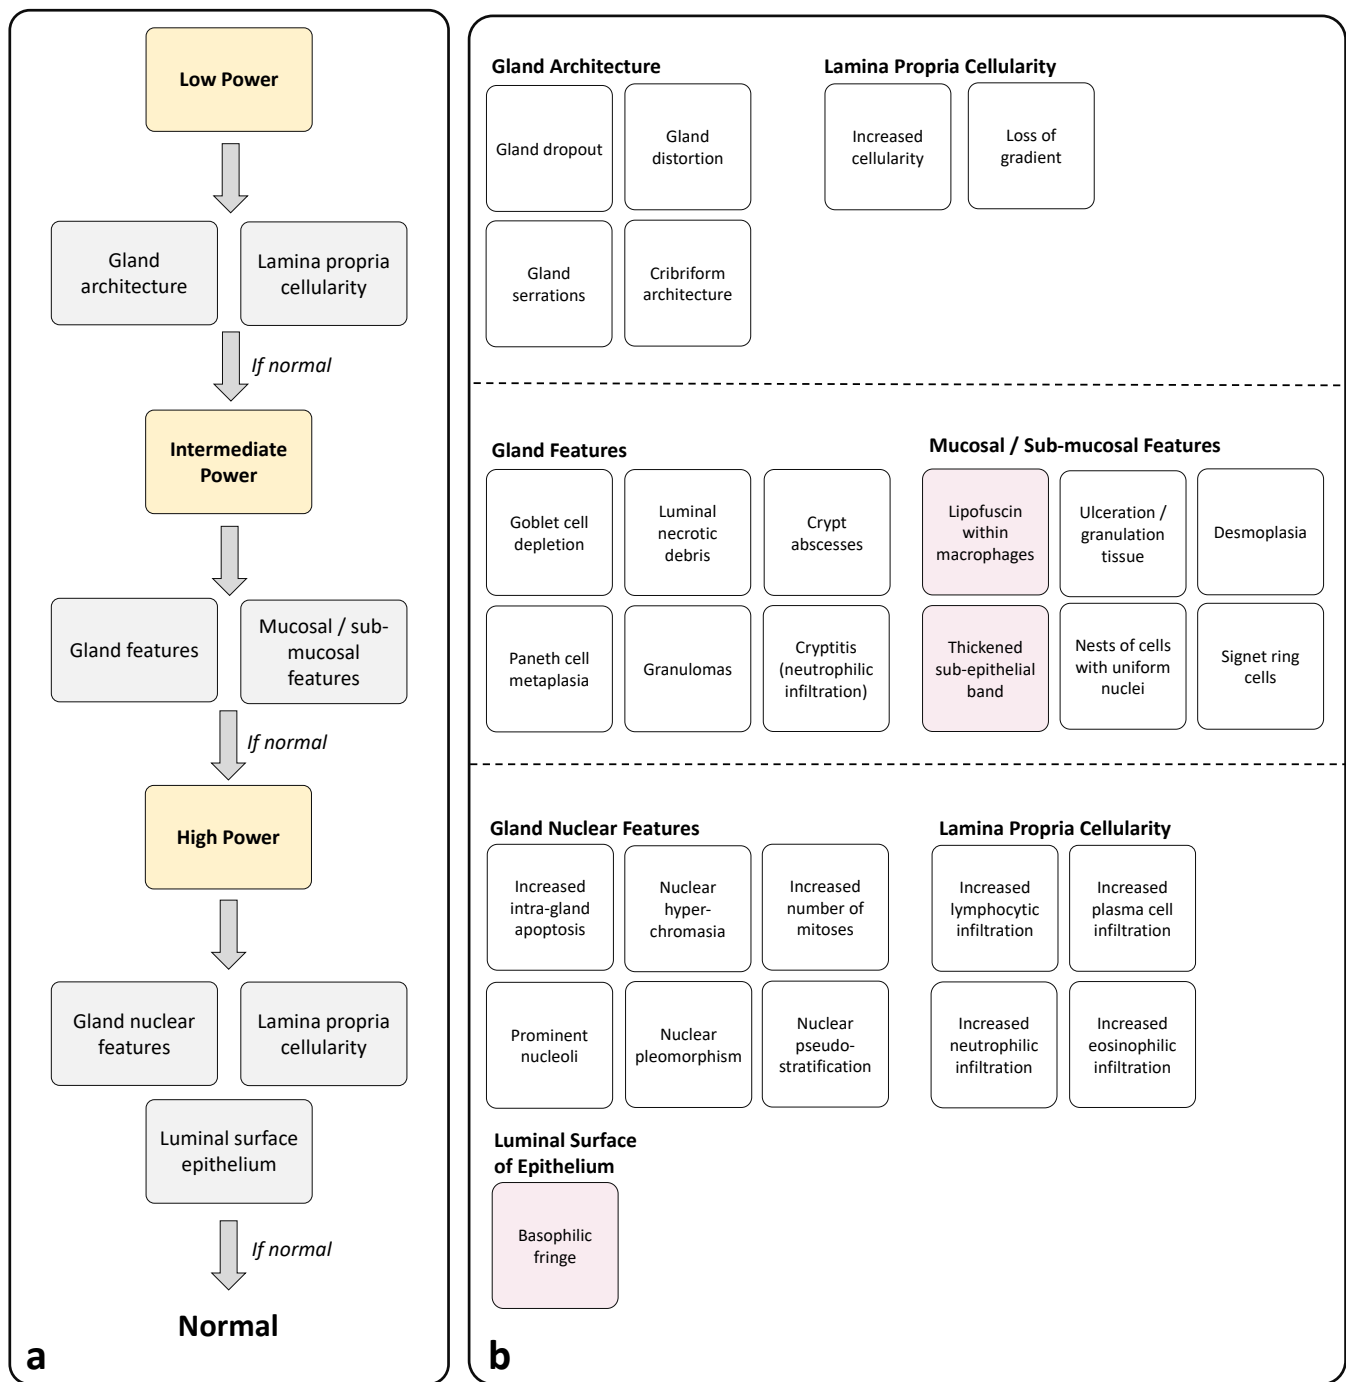 Low Power
Gland
architecture
Lamina propria
cellularity
If normal
Intermediate
Power
Gland features
Mucosal / sub-
mucosal
features
If normal
High Power
Gland nuclear
features
Lamina propria
cellularity
Luminal surface
epithelium
If normal
Normal
a
Gland Architecture
Gland dropout
Gland
distortion
Gland
serrations
Cribriform
architecture
Lamina Propria Cellularity
Increased
cellularity
Loss of
gradient
Gland Features
Goblet cell
depletion
Luminal
necrotic
debris
Crypt
abscesses
Paneth cell
metaplasia
Granulomas
Cryptitis
(neutrophilic
infiltration)
Mucosal / Sub-mucosal Features
Lipofuscin
within
macrophages
Ulceration /
granulation
tissue
Desmoplasia
Thickened
sub-epithelial
band
Nests of cells
with uniform
nuclei
Signet ring
cells
Gland Nuclear Features
Increased
intra-gland
apoptosis
Nuclear
hyper-
chromasia
Increased
number of
mitoses
Prominent
nucleoli
Nuclear
pleomorphism
Nuclear
pseudo-
stratification
Lamina Propria Cellularity
Increased
lymphocytic
infiltration
Increased
plasma cell
infiltration
Increased
neutrophilic
infiltration
Increased
eosinophilic
infiltration
Luminal Surface
of Epithelium
Basophilic
fringe
b